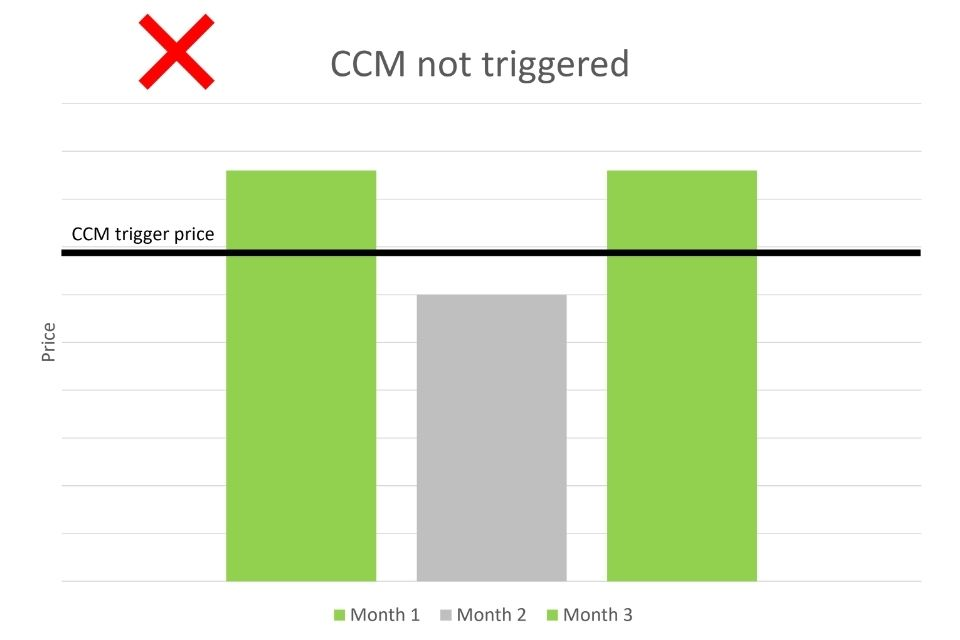 CCM not triggered
CCM trigger price
Price
Month 1
Month 2
Month 3